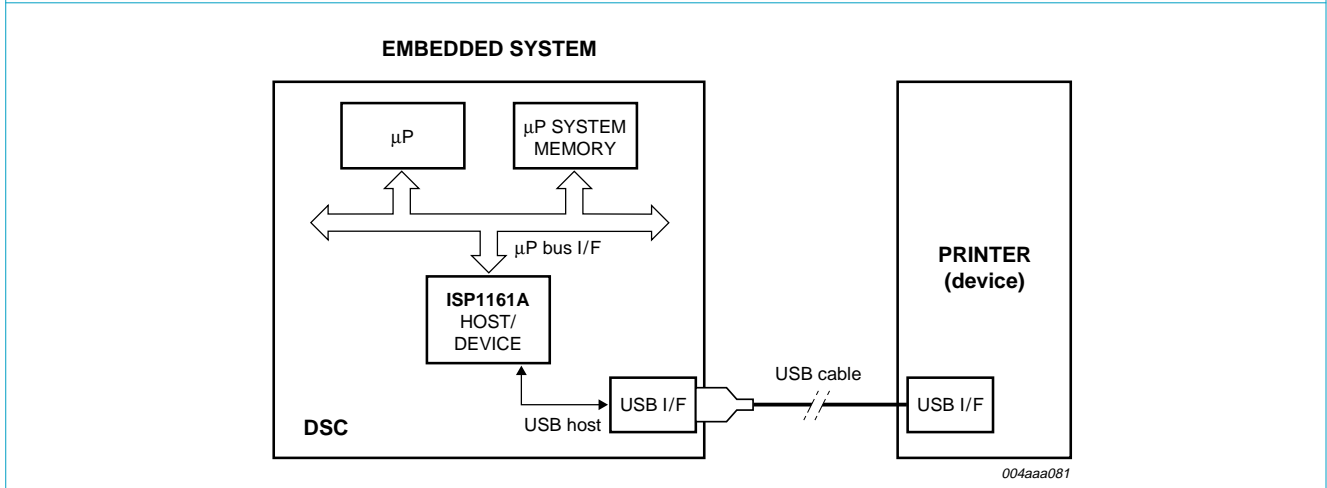 EMBEDDED SYSTEM
µP
µP SYSTEM
MEMORY
µP bus I/F
ISP1161A
HOST/
DEVICE
USB host
USB I/F
DSC
USB cable
PRINTER
(device)
USB I/F
004aaa081